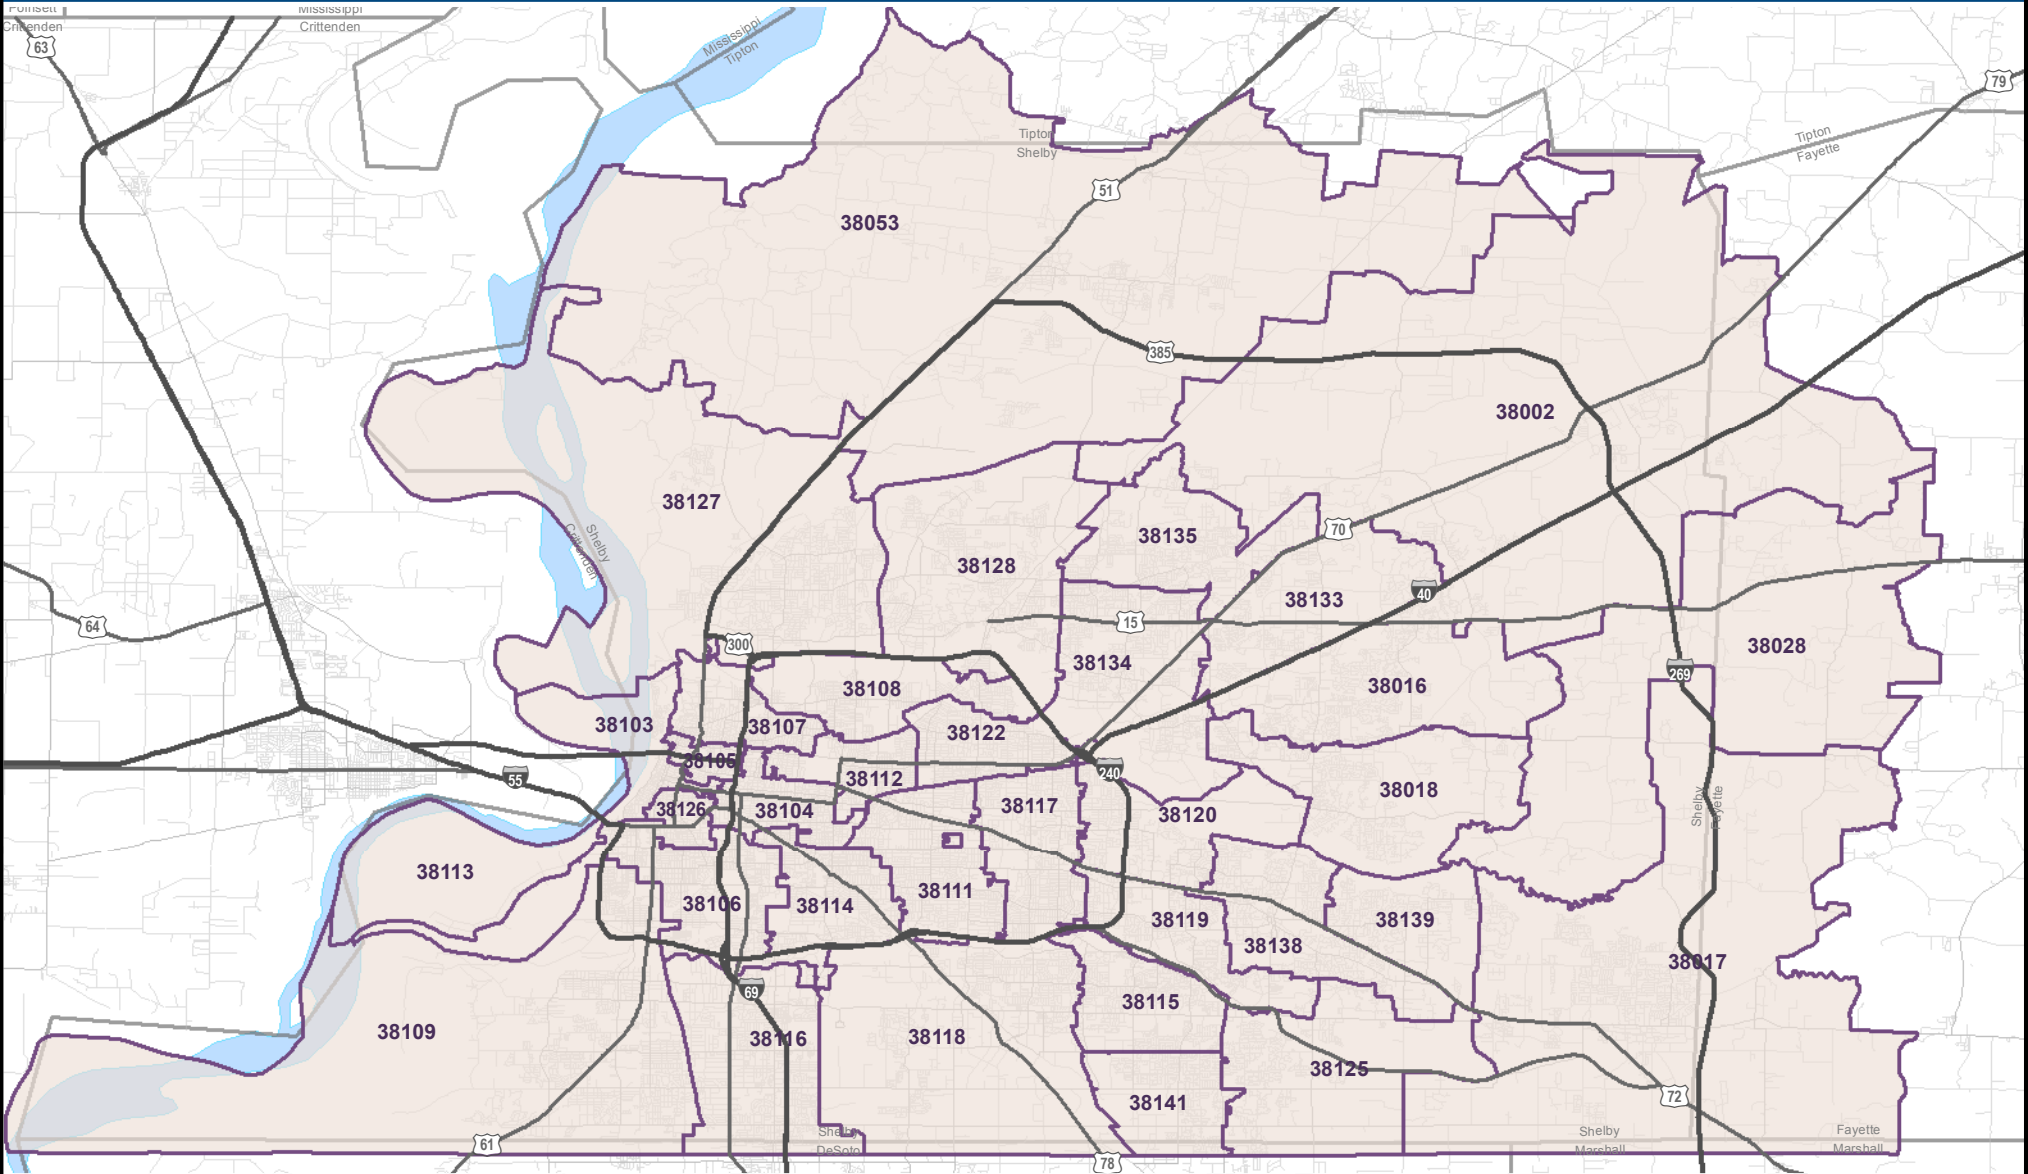 Poinsett
Crittenden
Mississippi
Crittenden
63
Mississippi
Tipton
79
Tipton
Shelby
Tipton
Fayette
51
38053
385
38002
38127
70
38135
Shelby
Crittenden
38128
40
38133
64
15
300
38028
38134
269
38016
38108
38103
38107
38122
38105
55
240
38112
38018
38117
38126
38104
38120
Shelby
Fayette
38113
38111
38106
38114
38119
38139
38138
38017
69
38115
38109
38116
38118
38125
72
38141
61
Shelby
DeSoto
Shelby
Marshall
Fayette
Marshall
78